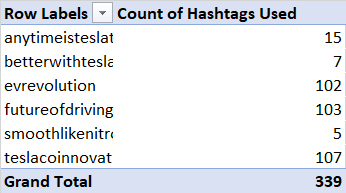 Row Labels Count of Hashtags Used
anytimeisteslat 15
betterwithtesla 7
evrevolution 102
futureofdriving 103
smoothlikenitro 5
teslacoinnovat 107
Grand Total 339